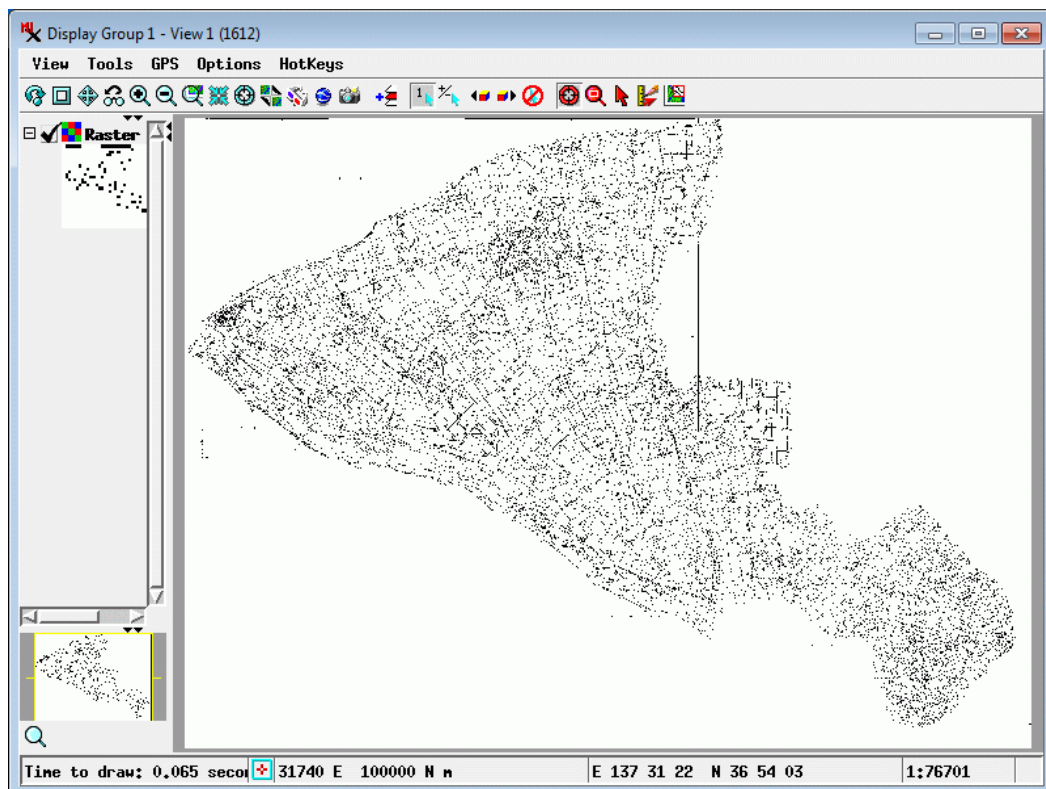 Display Group 1 - View 1 (1612)
View Tools GPS Options HotKeys
Raster
Time to draw: 0.065 secon
31740 E 100000 N m
E 137 31 22 N 36 54 03
1:76701